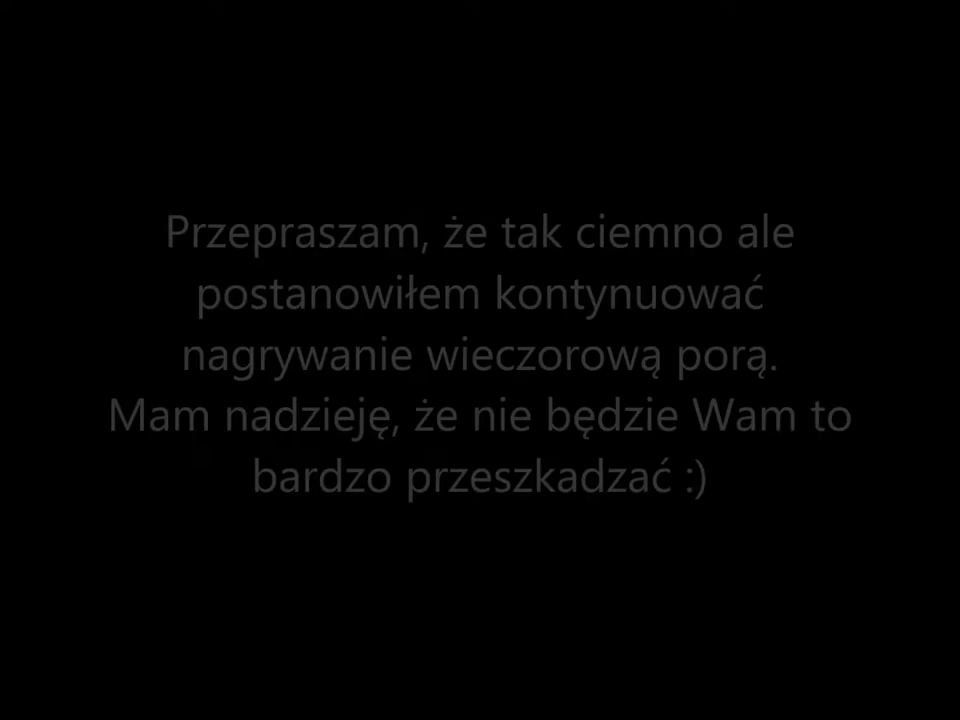 Przepraszam, że tak ciemno ale
postanowiłem kontynuować
nagrywanie wieczorową porą.
Mam nadzieję, że nie będzie Wam to
bardzo przeszkadzać :)